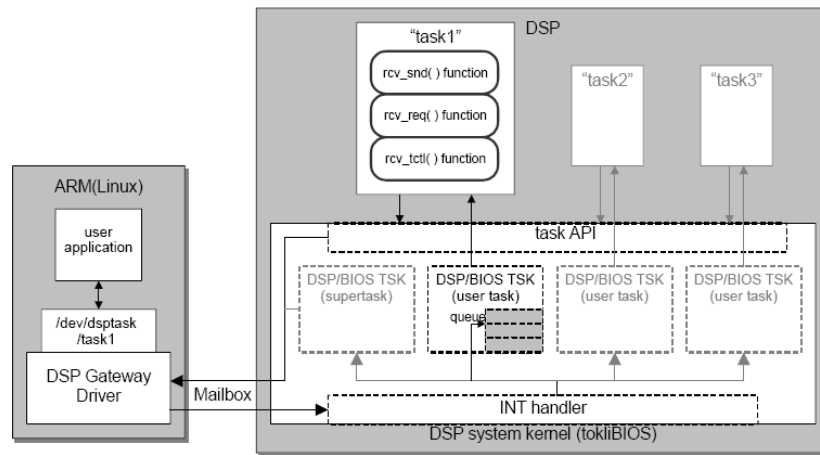 DSP
“task1”
rcv_snd( ) function
rcv_req( ) function
rcv_tctl( ) function
“task2”
“task3”
ARM(Linux)
user
application
/dev/dsptask
/task1
DSP Gateway
Driver
Mailbox
task API
DSP/BIOS TSK
(supertask)
DSP/BIOS TSK
(user task)
queue
DSP/BIOS TSK
(user task)
DSP/BIOS TSK
(user task)
INT handler
DSP system kernel (tokliBIOS)